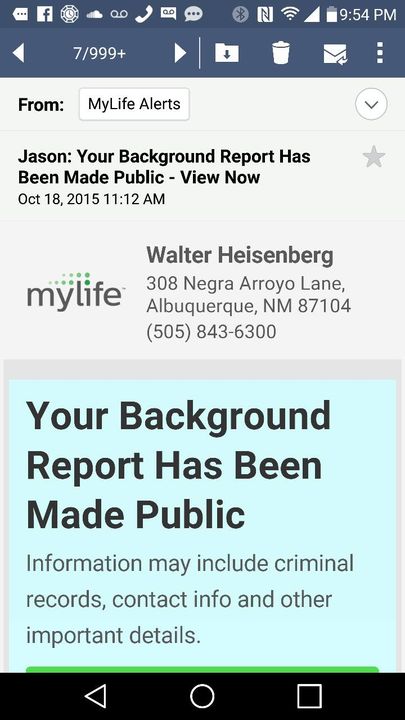 9:54 PM
7/999+
From: MyLife Alerts
Jason: Your Background Report Has
Been Made Public - View Now
Oct 18, 2015 11:12 AM
mylife™
Walter Heisenberg
308 Negra Arroyo Lane,
Albuquerque, NM 87104
(505) 843-6300
Your Background
Report Has Been
Made Public
Information may include criminal
records, contact info and other
important details.